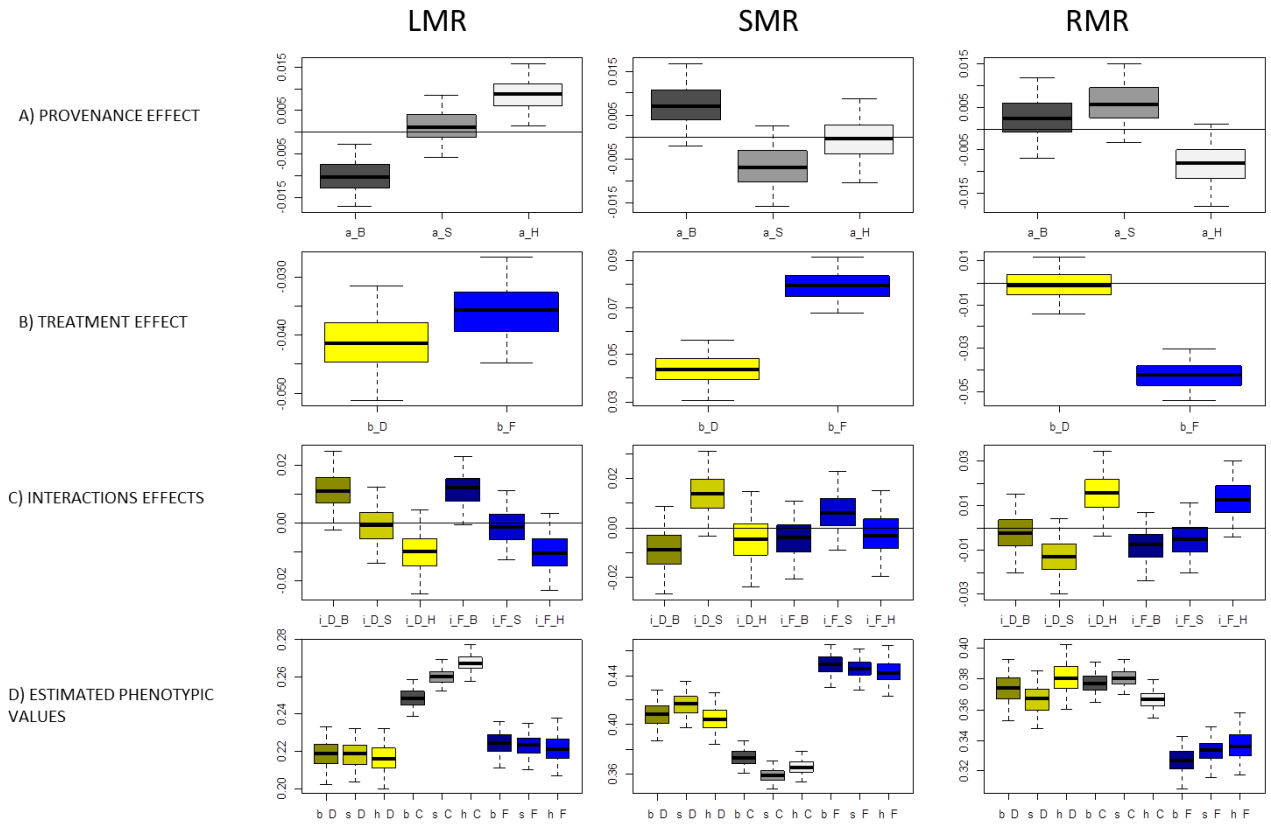 LMR SMR RMR
A) PROVENANCE EFFECT
0.015 0.005 -0.005 -0.015
a_B a_S a_H
0.015 0.005 -0.005 -0.015
a_B a_S a_H
0.015 0.005 -0.005 -0.015
a_B a_S a_H
B) TREATMENT EFFECT
-0.030 -0.040 -0.050
b_D b_F
0.09 0.07 0.05 0.03
b_D b_F
0.01 -0.01 -0.03 -0.05
b_D b_F
C) INTERACTIONS EFFECTS
0.02 0.00 -0.02
i_D_B i_D_S i_D_H i_F_B i_F_S i_F_H
0.02 0.00 -0.02
i_D_B i_D_S i_D_H i_F_B i_F_S i_F_H
0.03 0.01 -0.01 -0.03
i_D_B i_D_S i_D_H i_F_B i_F_S i_F_H
D) ESTIMATED PHENOTYPIC
VALUES
0.28 0.26 0.24 0.22 0.20
b D s D h D b C s C h C b F s F h F
0.44 0.40 0.36
b D s D h D b C s C h C b F s F h F
0.40 0.38 0.36 0.34 0.32
b D s D h D b C s C h C b F s F h F